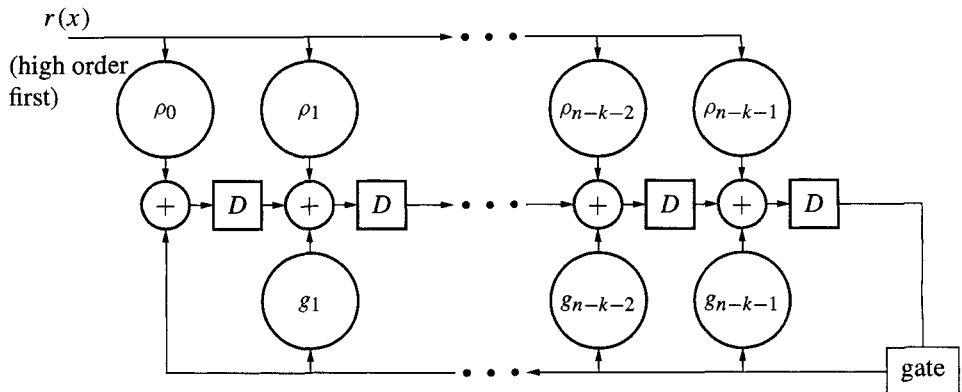 r(x)
(high order
first)
ρ₀
ρ₁
ρₙ₋ₖ₋₂
ρₙ₋ₖ₋₁
+
D
+
D
+
D
+
D
g₁
gₙ₋ₖ₋₂
gₙ₋ₖ₋₁
gate